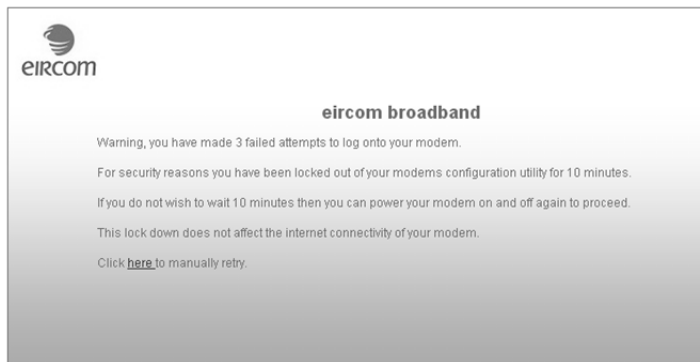 eircom
eircom broadband
Warning, you have made 3 failed attempts to log onto your modem.
For security reasons you have been locked out of your modems configuration utility for 10 minutes.
If you do not wish to wait 10 minutes then you can power your modem on and off again to proceed.
This lock down does not affect the internet connectivity of your modem.
Click here to manually retry.